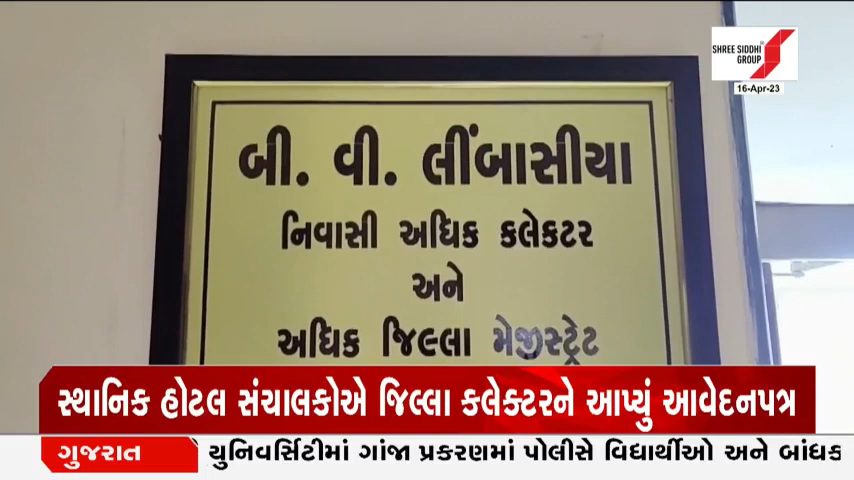 SHREE SIDDHI
GROUP
16-Apr-23
બી. વી. લીંબાસીયા
નિવાસી અધિક કલેકટર
અને
અધિક જિલ્લા મેજીસ્ટ્રેટ
સ્થાનિક હોટલ સંચાલકોએ જિલ્લા કલેક્ટરને આપ્યું આવેદનપત્ર
ગુજરાત
યુનિવર્સિટીમાં ગાંજા પ્રકરણમાં પોલીસે વિદ્યાર્થીઓ અને બાંધક